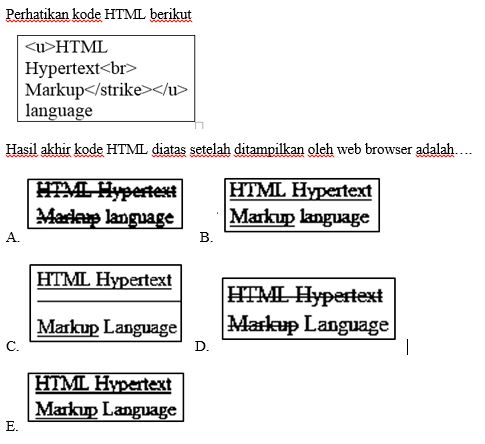 Perhatikan kode HTML berikut
<u>HTML
Hypertext<br>
Markup</strike></u>
language
Hasil akhir kode HTML diatas setelah ditampilkan oleh web browser adalah….
HTML Hypertext
Markup language
A.
HTML Hypertext
Markup language
B.
HTML Hypertext
Markup Language
C.
HTML Hypertext
Markup Language
D.
HTML Hypertext
Markup Language
E.